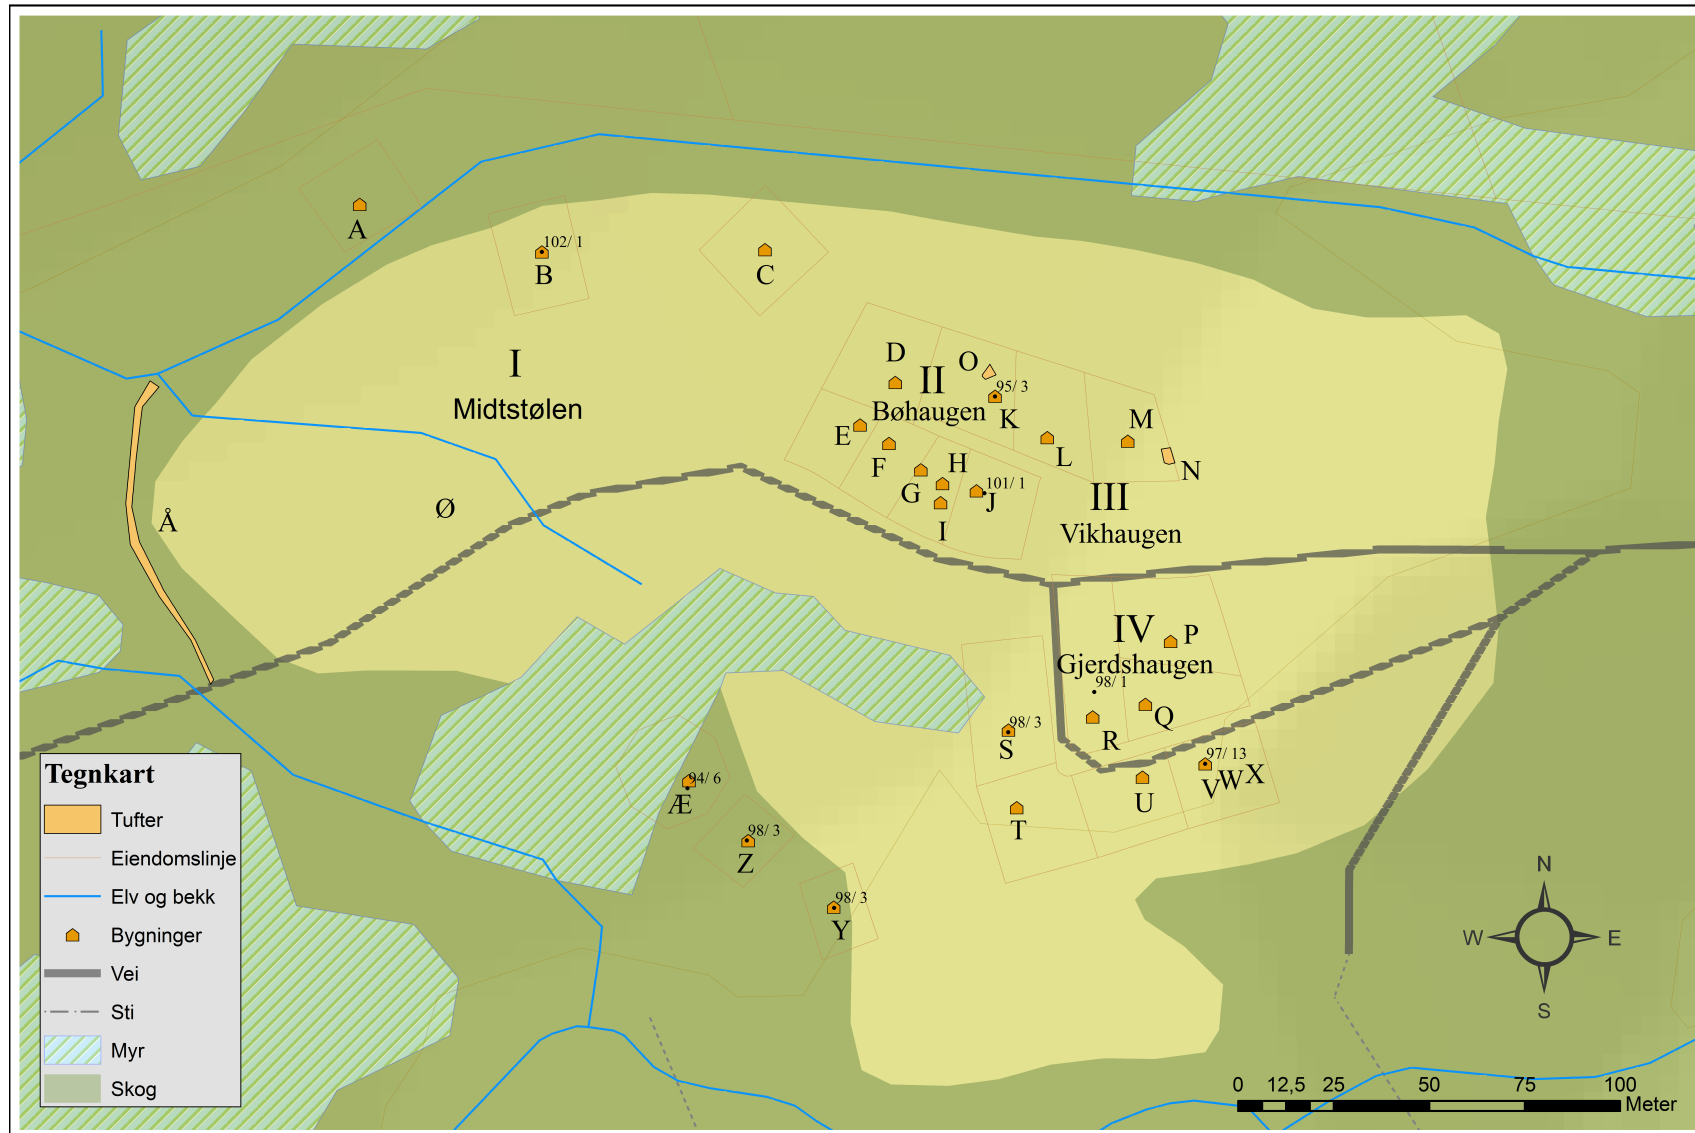 A
102/ 1
B
C
I
Midtstølen
D
O
II
95/ 3
Bøhaugen
K
M
E
F
L
H
N
G
101/ 1
J
III
I
Vikhaugen
Ø
Å
IV
P
Gjerdshaugen
98/ 1
Q
R
98/ 3
S
97/ 13
V
W
X
U
T
94/ 6
Æ
98/ 3
Z
98/ 3
Y
Tegnkart
Tufter
Eiendomslinje
Elv og bekk
Bygninger
Vei
Sti
Myr
Skog
N
W
E
S
0 12,5 25 50 75 100
Meter